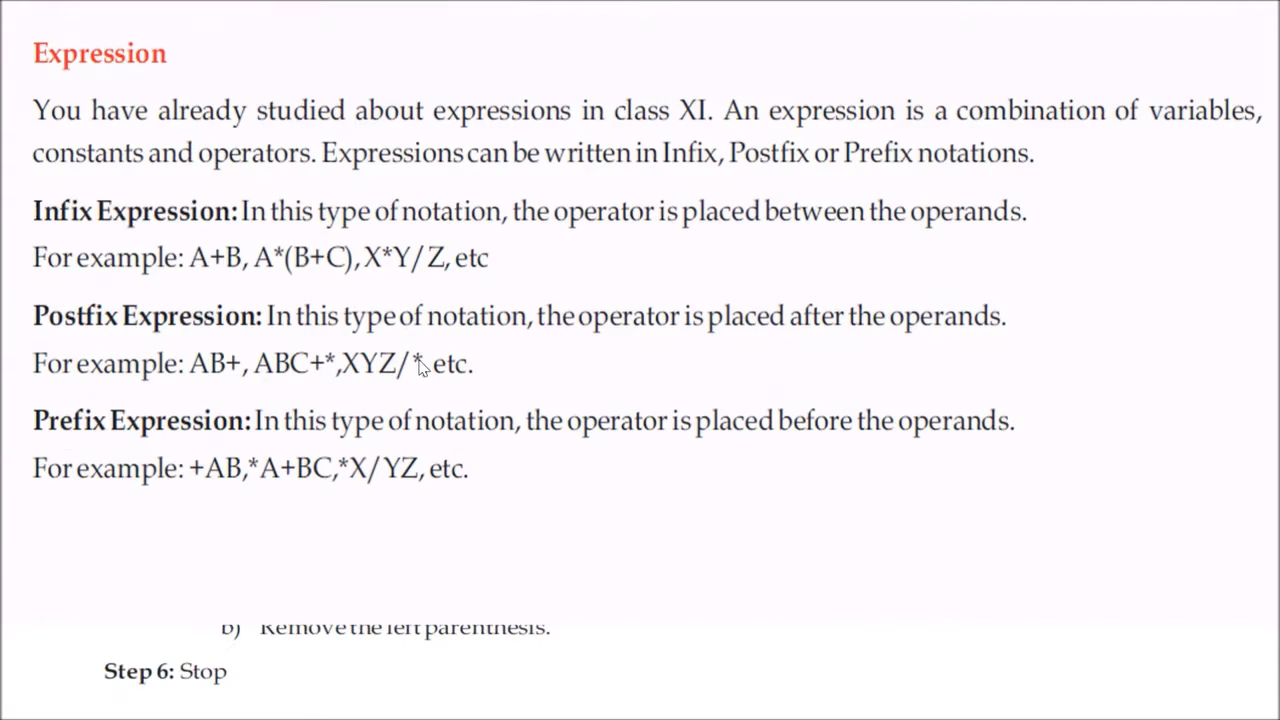 Expression
You have already studied about expressions in class XI. An expression is a combination of variables,
constants and operators. Expressions can be written in Infix, Postfix or Prefix notations.
Infix Expression: In this type of notation, the operator is placed between the operands.
For example: A+B, A*(B+C), X*Y/Z, etc
Postfix Expression: In this type of notation, the operator is placed after the operands.
For example: AB+, ABC+*,XYZ/* etc.
Prefix Expression: In this type of notation, the operator is placed before the operands.
For example: +AB,*A+BC,*X/YZ, etc.
b) Remove the left parenthesis.
Step 6: Stop